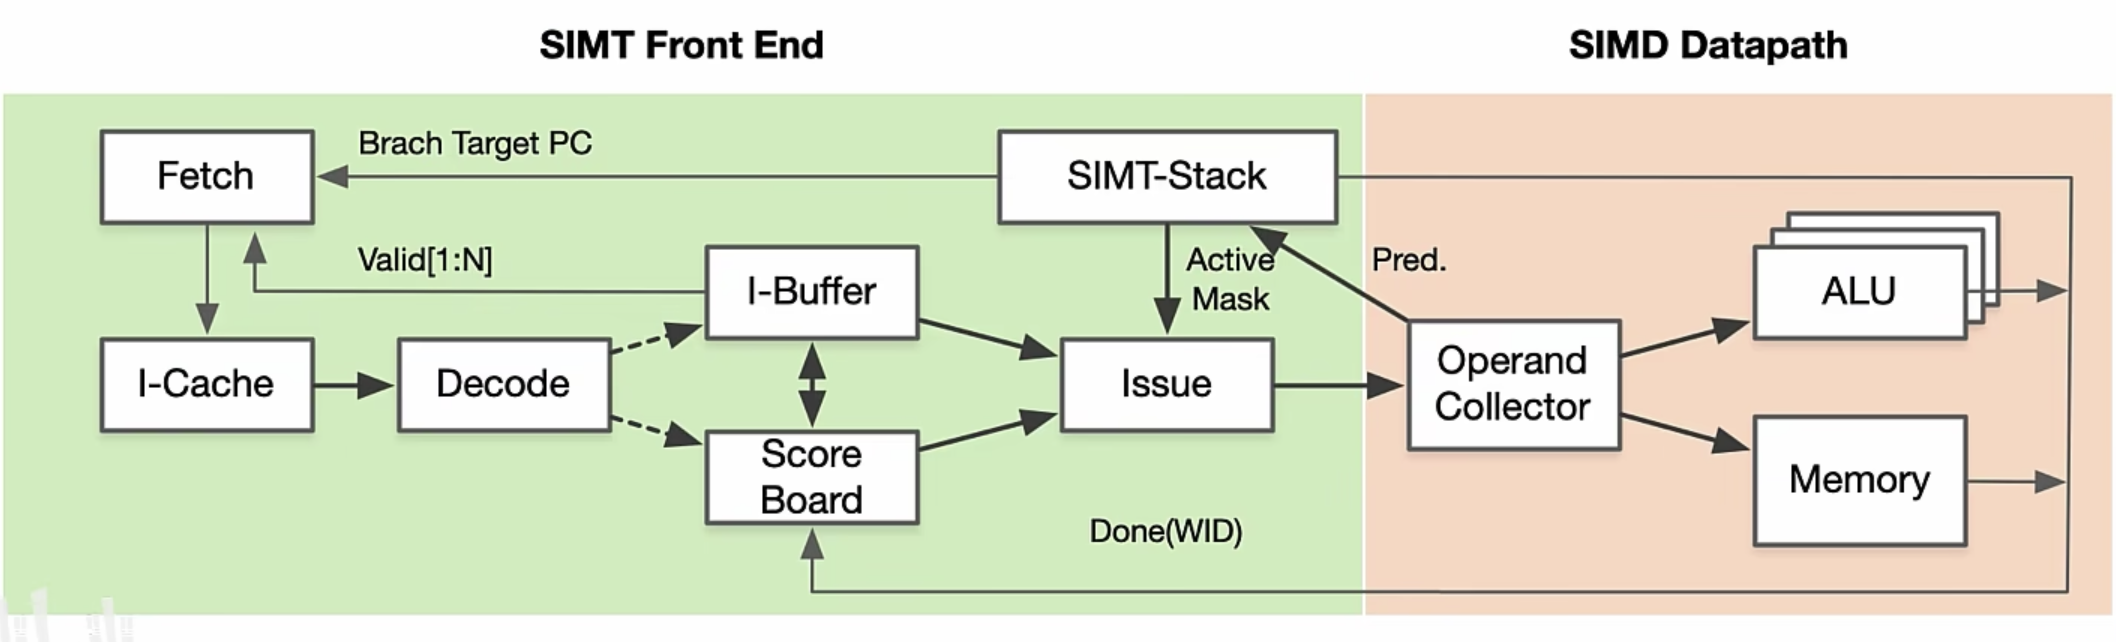 SIMT Front End
SIMD Datapath
Brach Target PC
Fetch
SIMT-Stack
Valid[1:N]
I-Buffer
Active
Mask
Pred.
ALU
I-Cache
Decode
Issue
Operand
Collector
Score
Board
Memory
Done(WID)